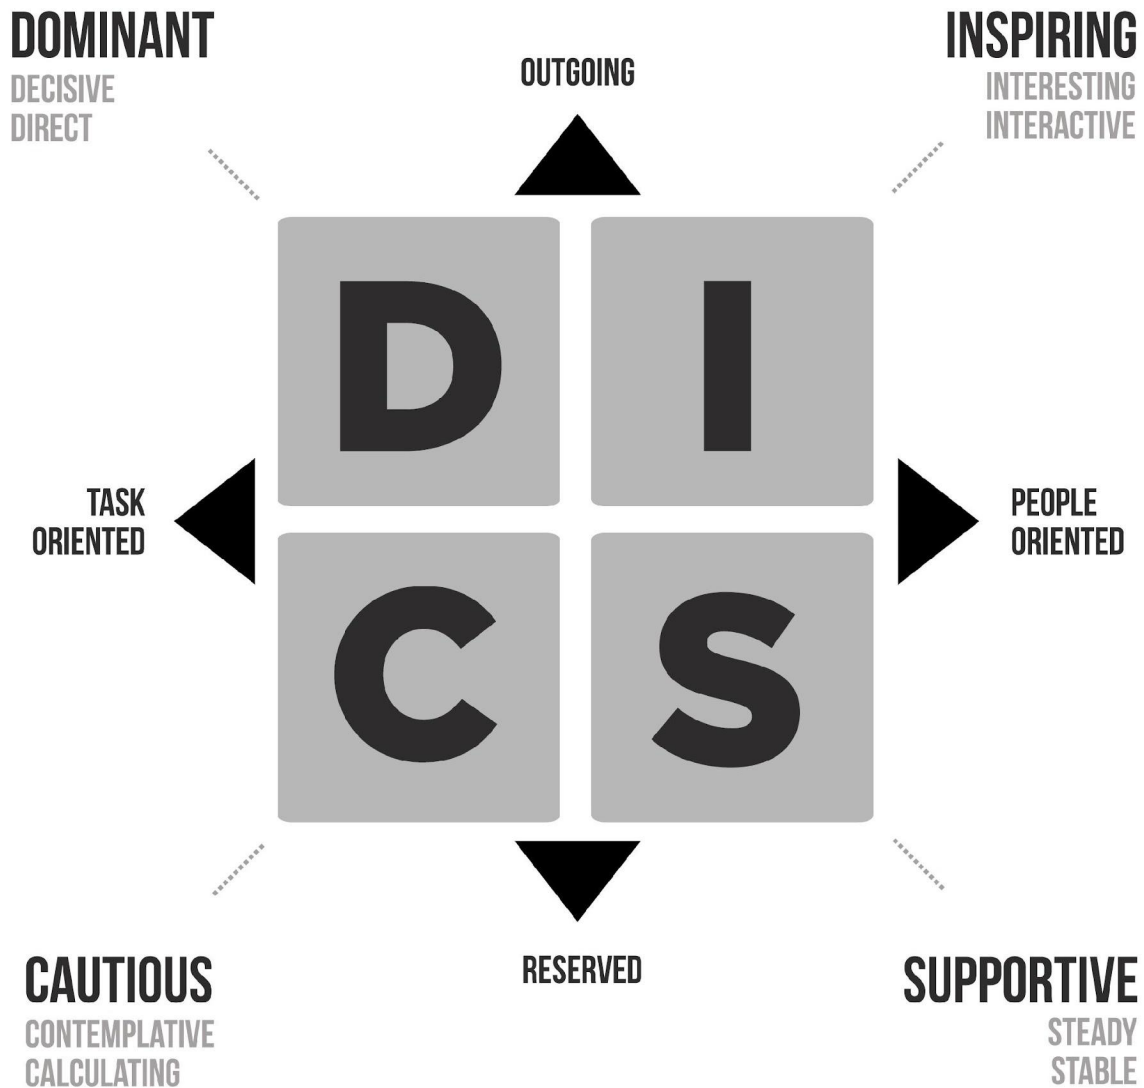 DOMINANT
DECISIVE
DIRECT
OUTGOING
INSPIRING
INTERESTING
INTERACTIVE
D I
TASK
ORIENTED
PEOPLE
ORIENTED
C S
CAUTIOUS
CONTEMPLATIVE
CALCULATING
RESERVED
SUPPORTIVE
STEADY
STABLE